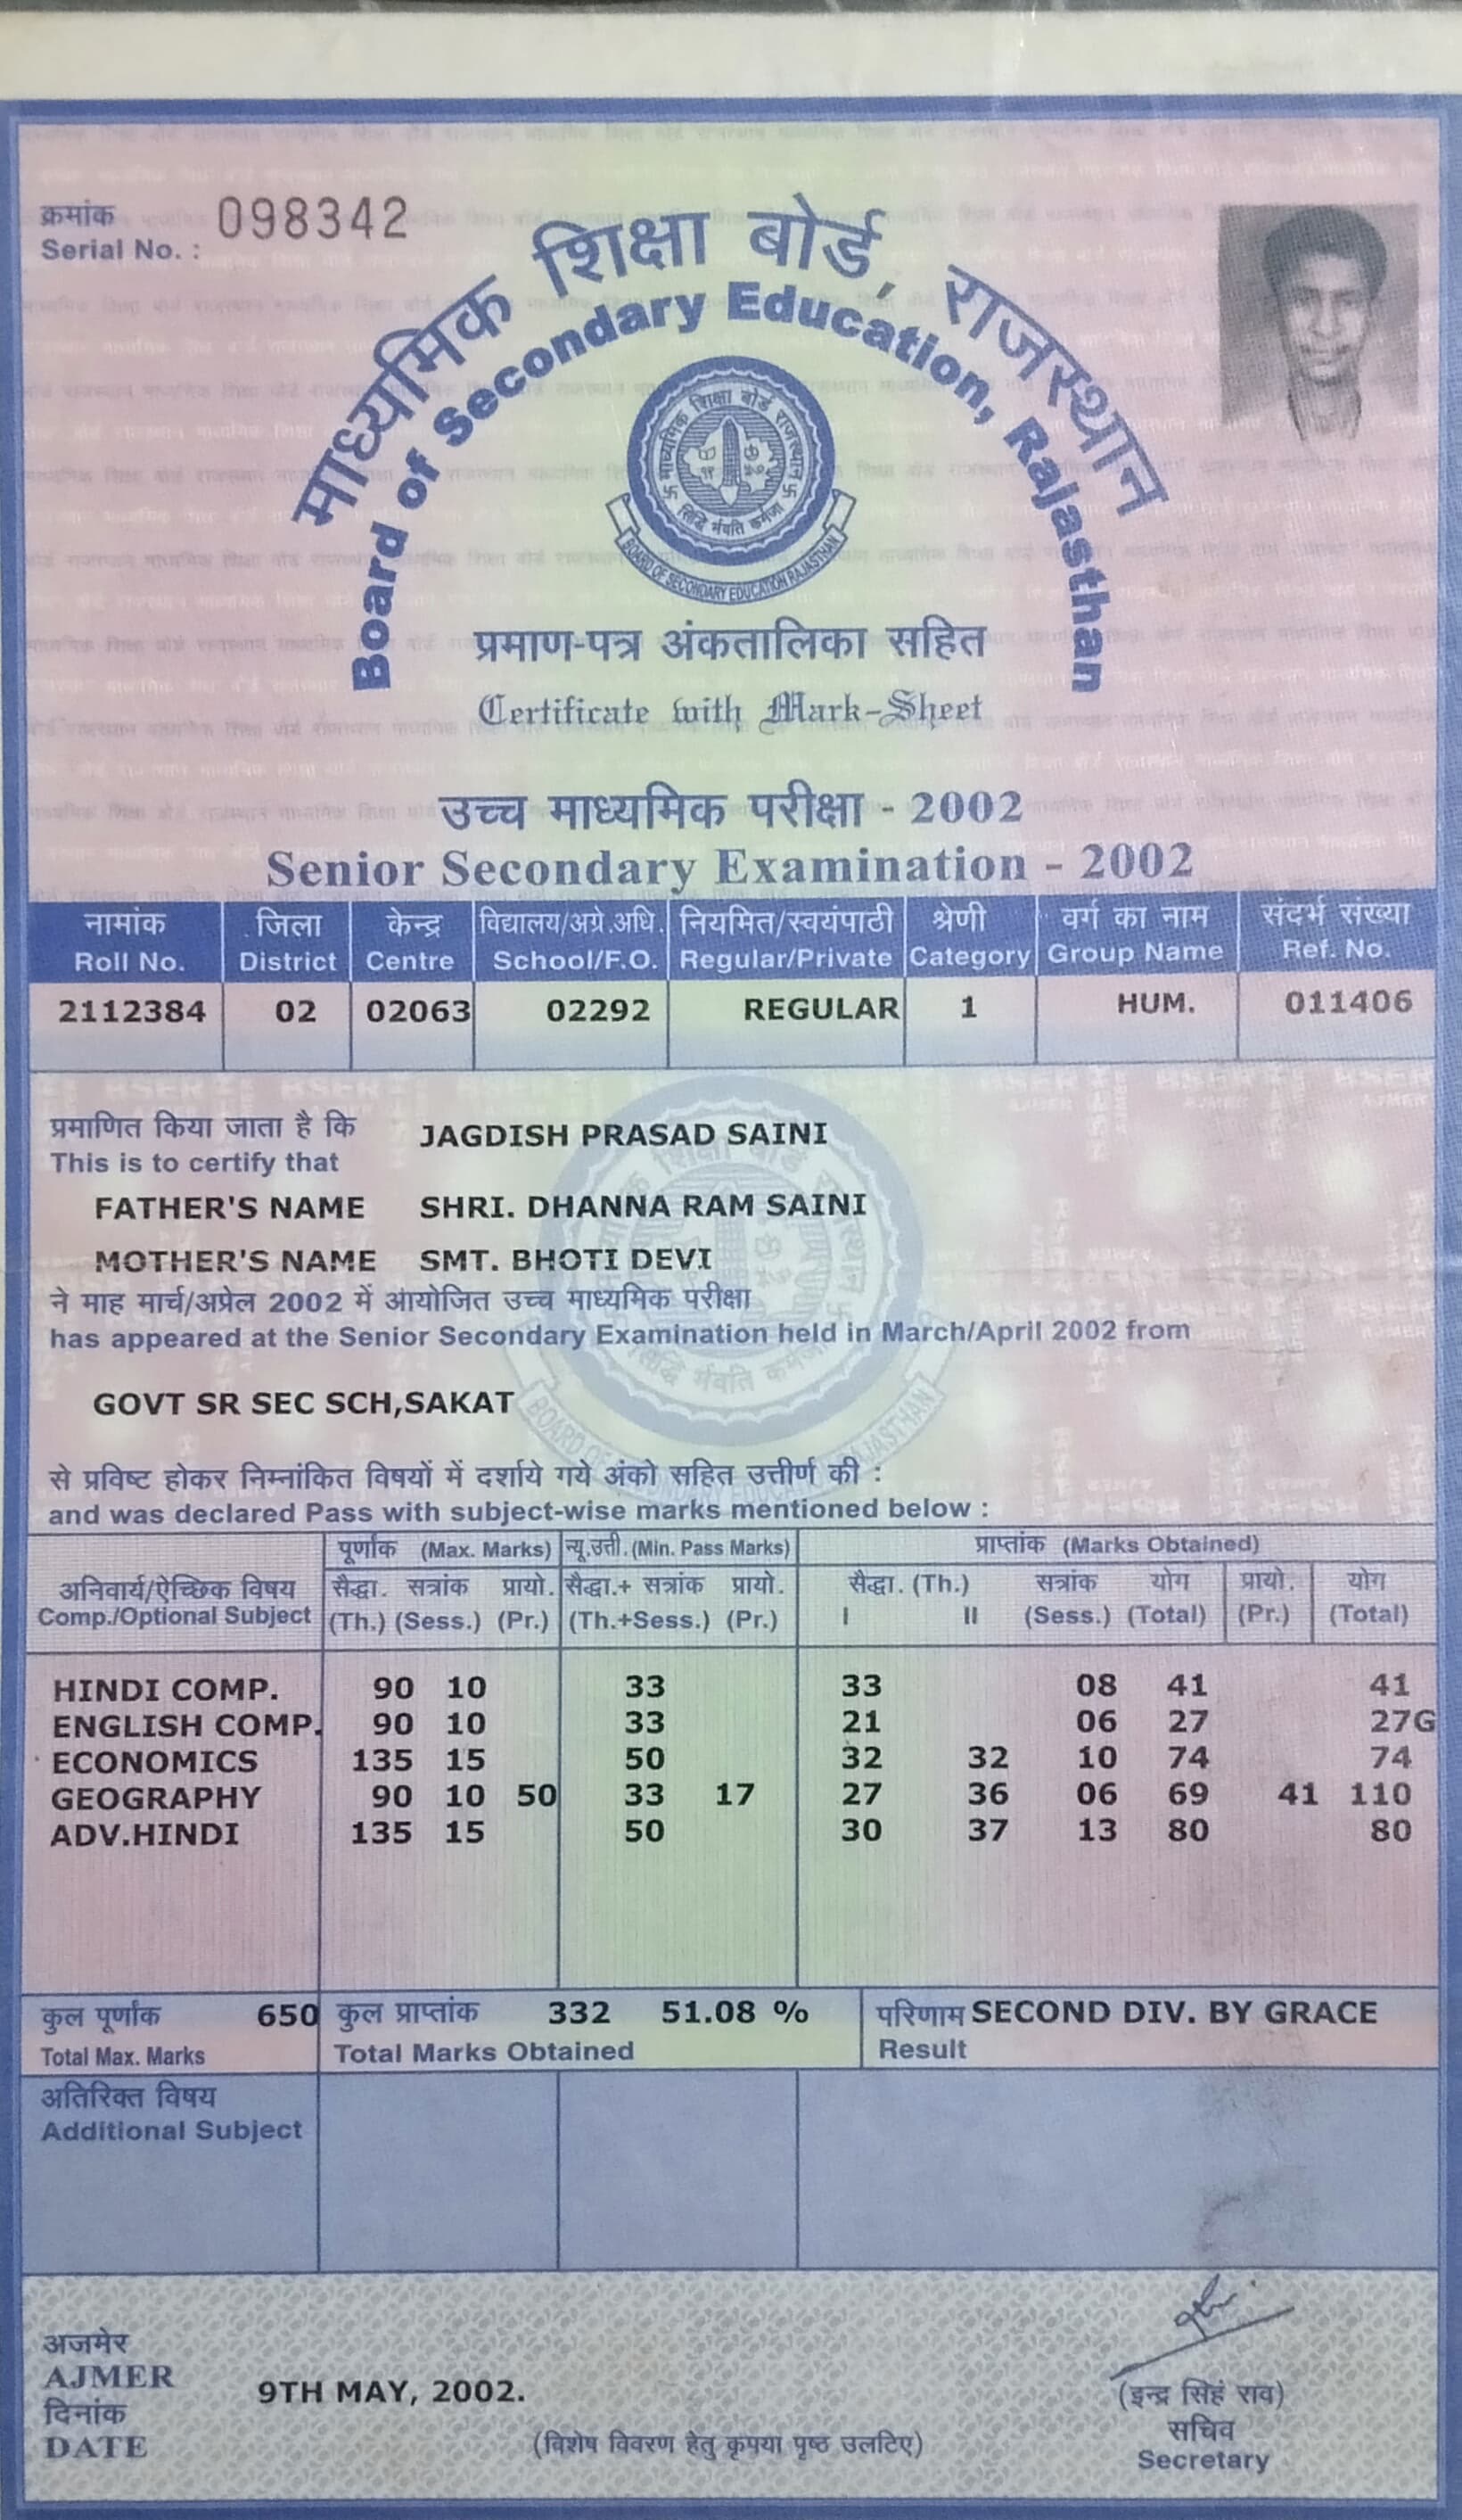 क्रमांक
Serial No. : 098342
माध्यमिक शिक्षा बोर्ड, राजस्थान
Board of Secondary Education, Rajasthan
माध्यमिक शिक्षा बोर्ड राजस्थान
सिद्धि र्भवति कर्मजा
BOARD OF SECONDARY EDUCATION RAJASTHAN
प्रमाण-पत्र अंकतालिका सहित
Certificate with Mark-Sheet
उच्च माध्यमिक परीक्षा - 2002
Senior Secondary Examination - 2002
नामांक जिला केन्द्र विद्यालय/अग्रे.अधि. नियमित/स्वयंपाठी श्रेणी वर्ग का नाम संदर्भ संख्या
Roll No. District Centre School/F.O. Regular/Private Category Group Name Ref. No.
2112384 02 02063 02292 REGULAR 1 HUM. 011406
प्रमाणित किया जाता है कि JAGDISH PRASAD SAINI
This is to certify that
FATHER'S NAME SHRI. DHANNA RAM SAINI
MOTHER'S NAME SMT. BHOTI DEVI
ने माह मार्च/अप्रेल 2002 में आयोजित उच्च माध्यमिक परीक्षा
has appeared at the Senior Secondary Examination held in March/April 2002 from
GOVT SR SEC SCH,SAKAT
से प्रविष्ट होकर निम्नांकित विषयों में दर्शाये गये अंको सहित उत्तीर्ण की :
and was declared Pass with subject-wise marks mentioned below :
पूर्णांक (Max. Marks) न्यू.उत्ती. (Min. Pass Marks) प्राप्तांक (Marks Obtained)
अनिवार्य/ऐच्छिक विषय सैद्धा. सत्रांक प्रायो. सैद्धा.+ सत्रांक प्रायो. सैद्धा. (Th.) सत्रांक योग प्रायो. योग
Comp./Optional Subject (Th.) (Sess.) (Pr.) (Th.+Sess.) (Pr.) I II (Sess.) (Total) (Pr.) (Total)
HINDI COMP. 90 10 33 33 08 41 41
ENGLISH COMP. 90 10 33 21 06 27 27G
ECONOMICS 135 15 50 32 32 10 74 74
GEOGRAPHY 90 10 50 33 17 27 36 06 69 41 110
ADV.HINDI 135 15 50 30 37 13 80 80
कुल पूर्णांक 650 कुल प्राप्तांक 332 51.08 % परिणाम SECOND DIV. BY GRACE
Total Max. Marks Total Marks Obtained Result
अतिरिक्त विषय
Additional Subject
अजमेर
AJMER
दिनांक 9TH MAY, 2002.
DATE
(विशेष विवरण हेतु कृपया पृष्ठ उलटिए)
(इन्द्र सिंहं राव)
सचिव
Secretary